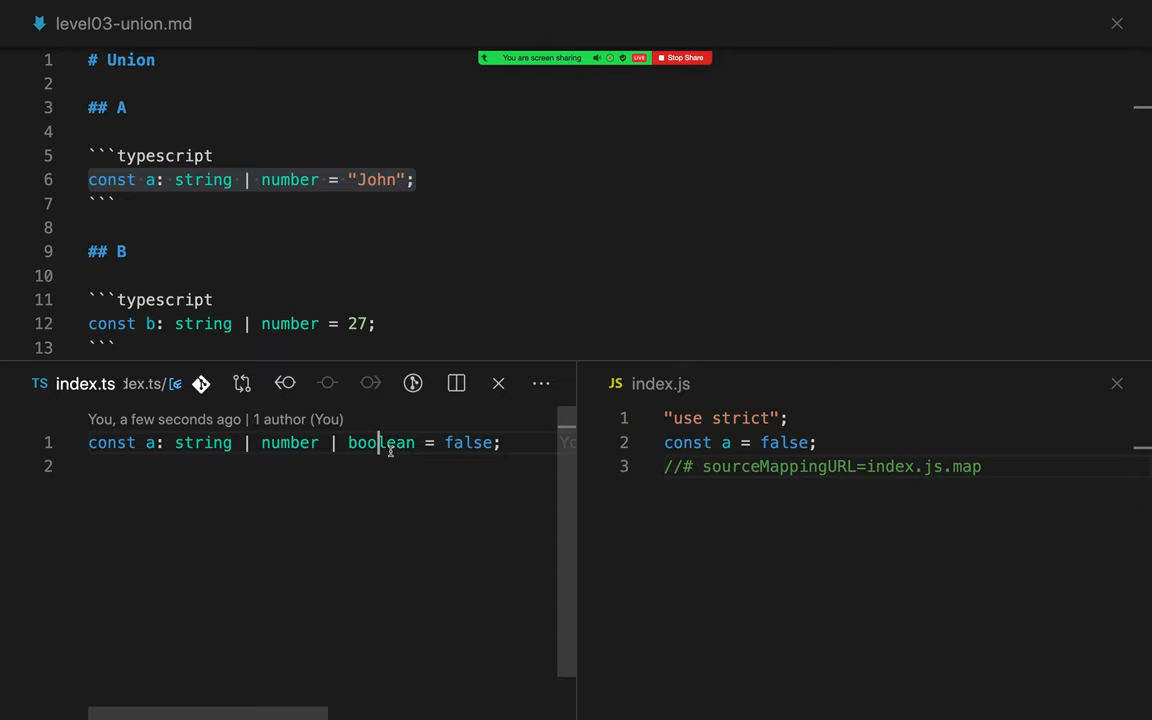 level03-union.md
You are screen sharing LIVE Stop Share
1 # Union
2
3 ## A
4
5 ```typescript
6 const a: string | number = "John";
7 ```
8
9 ## B
10
11 ```typescript
12 const b: string | number = 27;
13 ```
TS index.ts dex.ts/
You, a few seconds ago | 1 author (You)
1 const a: string | number | boolean = false;
2
JS index.js
1 "use strict";
2 const a = false;
3 //# sourceMappingURL=index.js.map